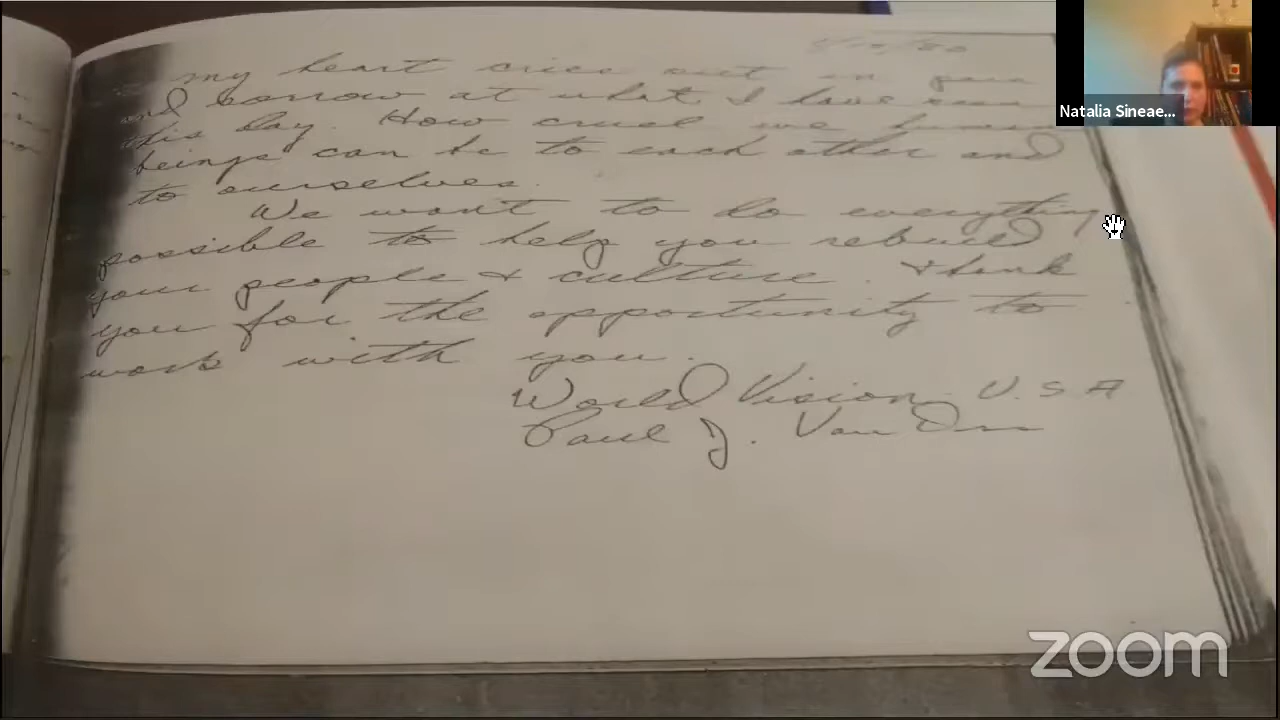 my heart cries out in
and sorrow at what I have seen
this day. How cruel we human
beings can be to each other and
to ourselves.
We want to do everything
possible to help you rebuild
your people & culture. Thank
you for the opportunity to
work with you.
World Vision U.S.A
Paul J. Van
Natalia Sineae...
zoom